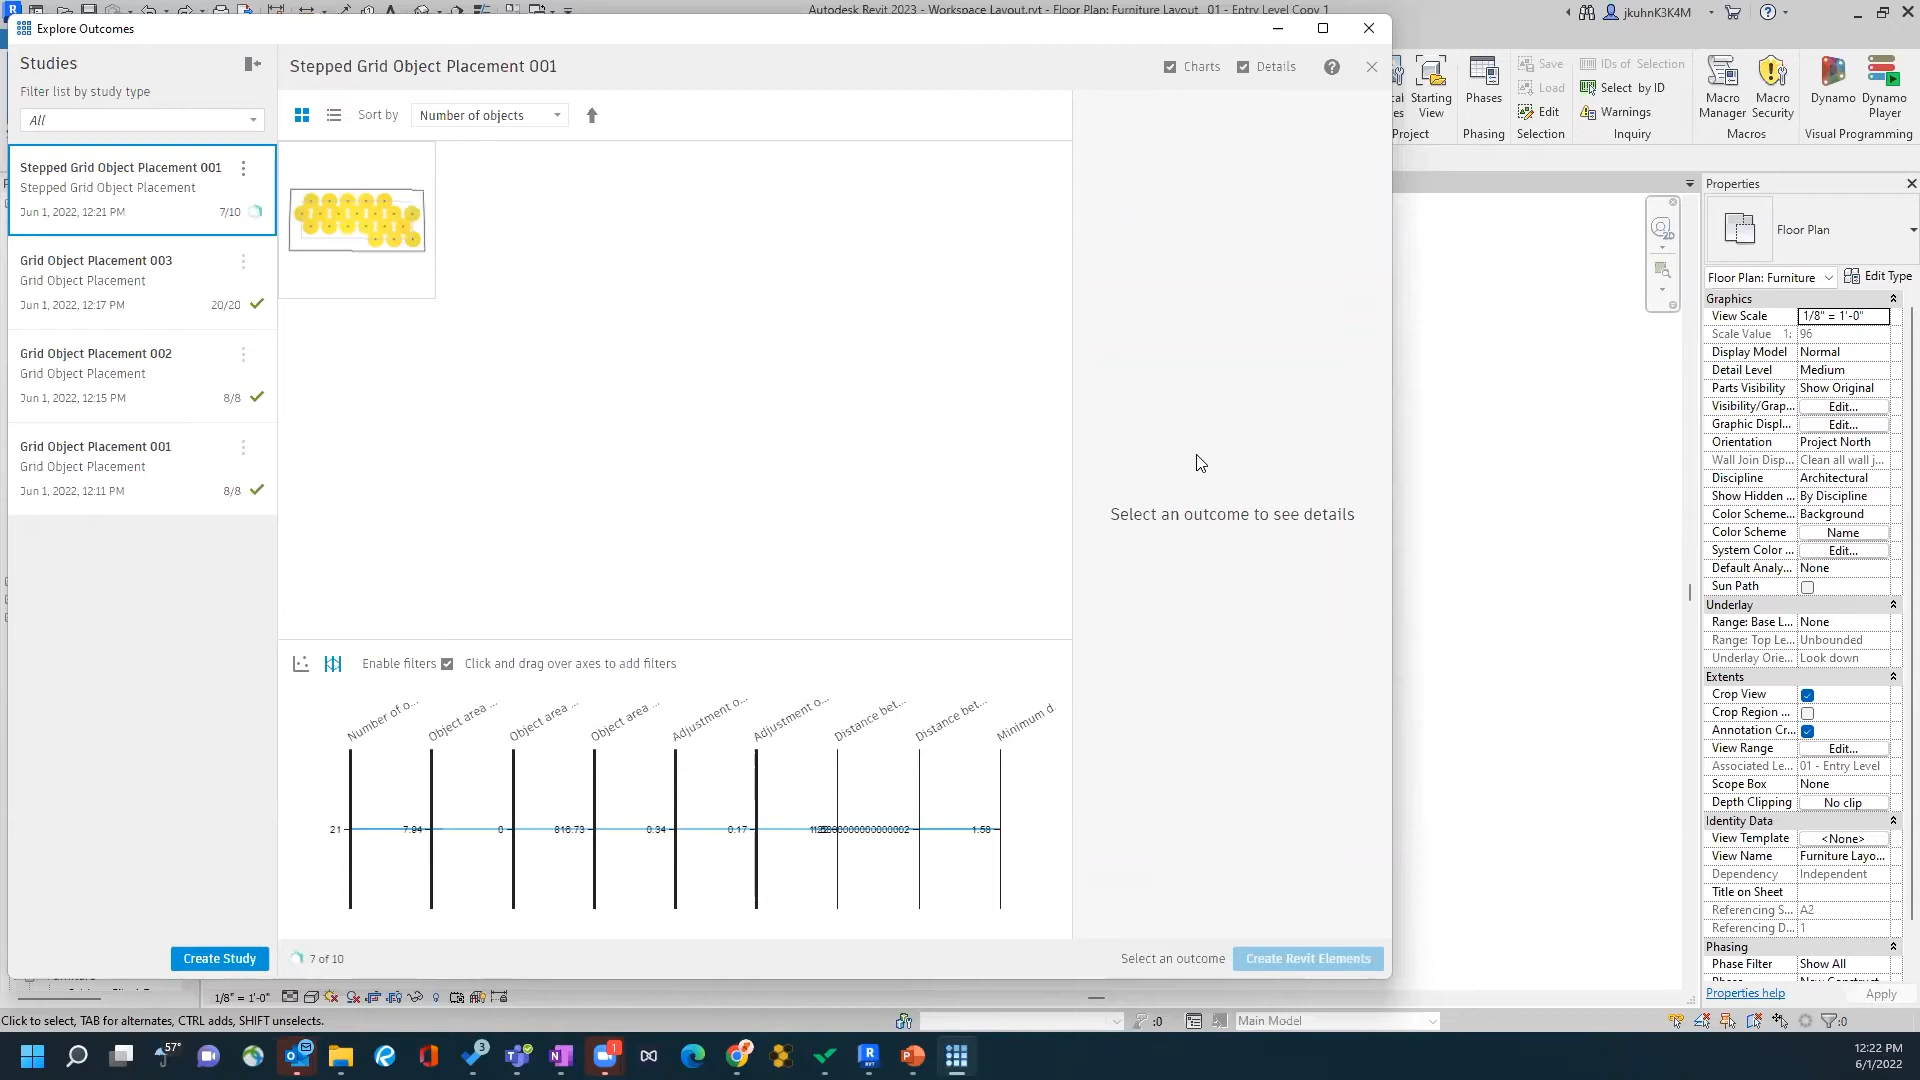 Autodesk Revit 2023 - Workspace Layout.rvt - Floor Plan: Furniture Layout 01 - Entry Level Copy 1
jkuhnK3K4M
Explore Outcomes
Studies
Filter list by study type
All
Stepped Grid Object Placement 001
Stepped Grid Object Placement
Jun 1, 2022, 12:21 PM 7/10
Grid Object Placement 003
Grid Object Placement
Jun 1, 2022, 12:17 PM 20/20
Grid Object Placement 002
Grid Object Placement
Jun 1, 2022, 12:15 PM 8/8
Grid Object Placement 001
Grid Object Placement
Jun 1, 2022, 12:11 PM 8/8
Create Study
Stepped Grid Object Placement 001
Charts Details
Sort by Number of objects
Select an outcome to see details
Enable filters Click and drag over axes to add filters
Number of o... Object area ... Object area ... Object area ... Adjustment o... Adjustment o... Distance bet... Distance bet... Minimum d.
21 7.94 0 816.73 0.34 0.17 1.58
7 of 10
Select an outcome Create Revit Elements
Starting View
Project
Phases
Phasing
Save
Load
Edit
Selection
IDs of Selection
Select by ID
Warnings
Inquiry
Macro Manager
Macro Security
Macros
Dynamo
Dynamo Player
Visual Programming
2D
Properties
Floor Plan
Floor Plan: Furniture Edit Type
Graphics
View Scale 1/8" = 1'-0"
Scale Value 1: 96
Display Model Normal
Detail Level Medium
Parts Visibility Show Original
Visibility/Grap... Edit...
Graphic Displ... Edit...
Orientation Project North
Wall Join Disp... Clean all wall j...
Discipline Architectural
Show Hidden ... By Discipline
Color Scheme... Background
Color Scheme Name
System Color ... Edit...
Default Analy... None
Sun Path
Underlay
Range: Base L... None
Range: Top Le... Unbounded
Underlay Orie... Look down
Extents
Crop View
Crop Region ...
Annotation Cr...
View Range Edit...
Associated Le... 01 - Entry Level
Scope Box None
Depth Clipping No clip
Identity Data
View Template <None>
View Name Furniture Layo...
Dependency Independent
Title on Sheet
Referencing S... A2
Referencing D... 1
Phasing
Phase Filter Show All
Properties help Apply
1/8" = 1'-0"
Click to select, TAB for alternates, CTRL adds, SHIFT unselects.
:0 Main Model :0
57°
3
1
12:22 PM
6/1/2022